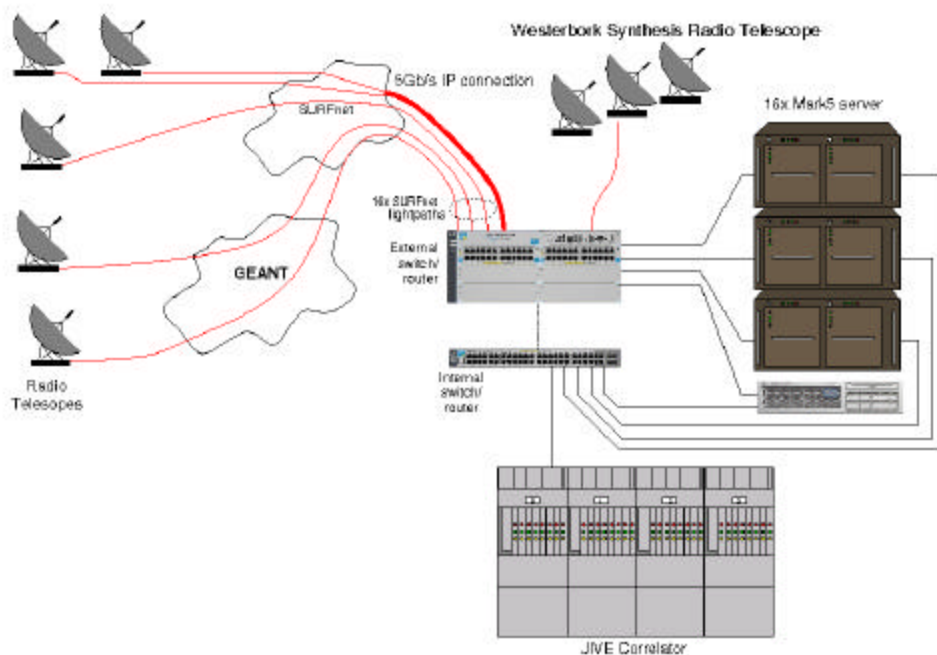 Westerbork Synthesis Radio Telescope
5Gb/s IP connection
SURFnet
16x Mark5 server
16x SURFnet
lightpaths
External
switch/
router
GEANT
Internal
switch/
router
Radio
Telesopes
JIVE Correlator